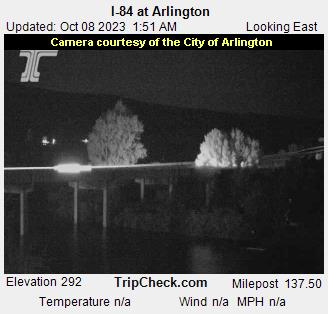 I-84 at Arlington
Updated: Oct 08 2023 1:51 AM Looking East
Camera courtesy of the City of Arlington
Elevation 292 TripCheck.com Milepost 137.50
Temperature n/a Wind n/a MPH n/a